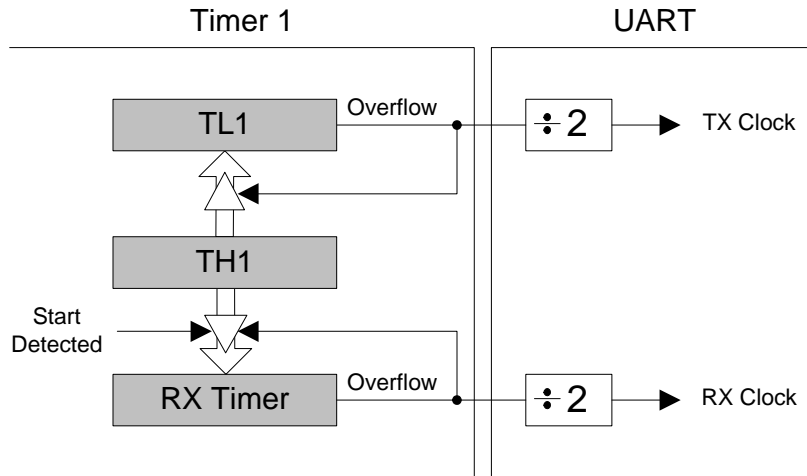 Timer 1
UART
TL1
Overflow
÷ 2
TX Clock
TH1
Start
Detected
RX Timer
Overflow
÷ 2
RX Clock